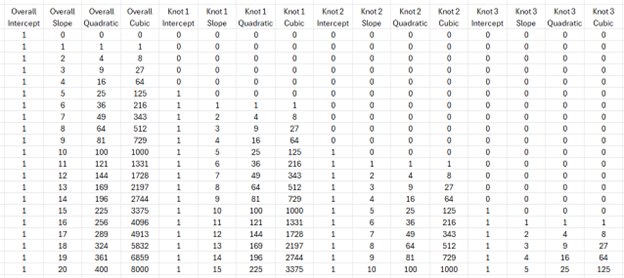 Overall Overall Overall Overall Knot 1 Knot 1 Knot 1 Knot 1 Knot 2 Knot 2 Knot 2 Knot 2 Knot 3 Knot 3 Knot 3 Knot 3
Intercept Slope Quadratic Cubic Intercept Slope Quadratic Cubic Intercept Slope Quadratic Cubic Intercept Slope Quadratic Cubic
1 0 0 0 0 0 0 0 0 0 0 0 0 0 0 0
1 1 1 1 0 0 0 0 0 0 0 0 0 0 0 0
1 2 4 8 0 0 0 0 0 0 0 0 0 0 0 0
1 3 9 27 0 0 0 0 0 0 0 0 0 0 0 0
1 4 16 64 0 0 0 0 0 0 0 0 0 0 0 0
1 5 25 125 1 0 0 0 0 0 0 0 0 0 0 0
1 6 36 216 1 1 1 1 0 0 0 0 0 0 0 0
1 7 49 343 1 2 4 8 0 0 0 0 0 0 0 0
1 8 64 512 1 3 9 27 0 0 0 0 0 0 0 0
1 9 81 729 1 4 16 64 0 0 0 0 0 0 0 0
1 10 100 1000 1 5 25 125 1 0 0 0 0 0 0 0
1 11 121 1331 1 6 36 216 1 1 1 1 0 0 0 0
1 12 144 1728 1 7 49 343 1 2 4 8 0 0 0 0
1 13 169 2197 1 8 64 512 1 3 9 27 0 0 0 0
1 14 196 2744 1 9 81 729 1 4 16 64 0 0 0 0
1 15 225 3375 1 10 100 1000 1 5 25 125 1 0 0 0
1 16 256 4096 1 11 121 1331 1 6 36 216 1 1 1 1
1 17 289 4913 1 12 144 1728 1 7 49 343 1 2 4 8
1 18 324 5832 1 13 169 2197 1 8 64 512 1 3 9 27
1 19 361 6859 1 14 196 2744 1 9 81 729 1 4 16 64
1 20 400 8000 1 15 225 3375 1 10 100 1000 1 5 25 125